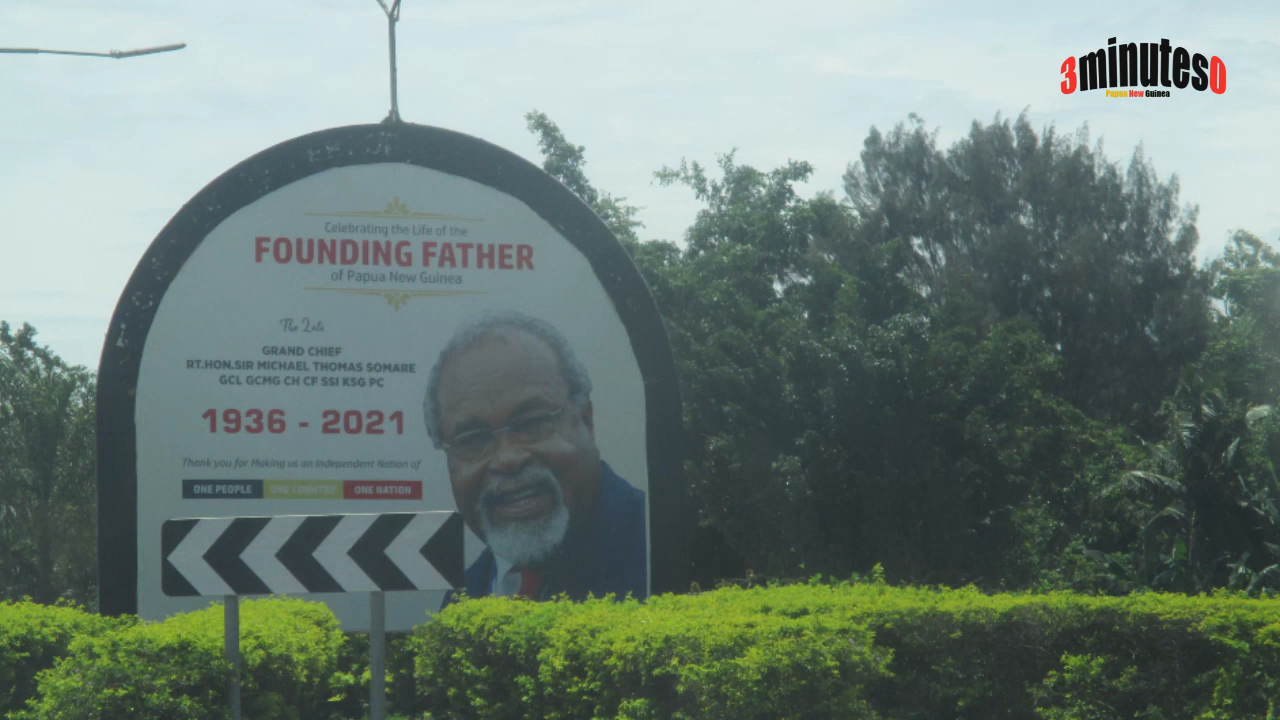 3minutes0
Papua New Guinea
Celebrating the Life of the
FOUNDING FATHER
of Papua New Guinea
The Late
GRAND CHIEF
RT.HON.SIR MICHAEL THOMAS SOMARE
GCL GCMG CH CF SSI KSG PC
1936 - 2021
Thank you for Making us an Independent Nation of
ONE PEOPLE ONE COUNTRY ONE NATION